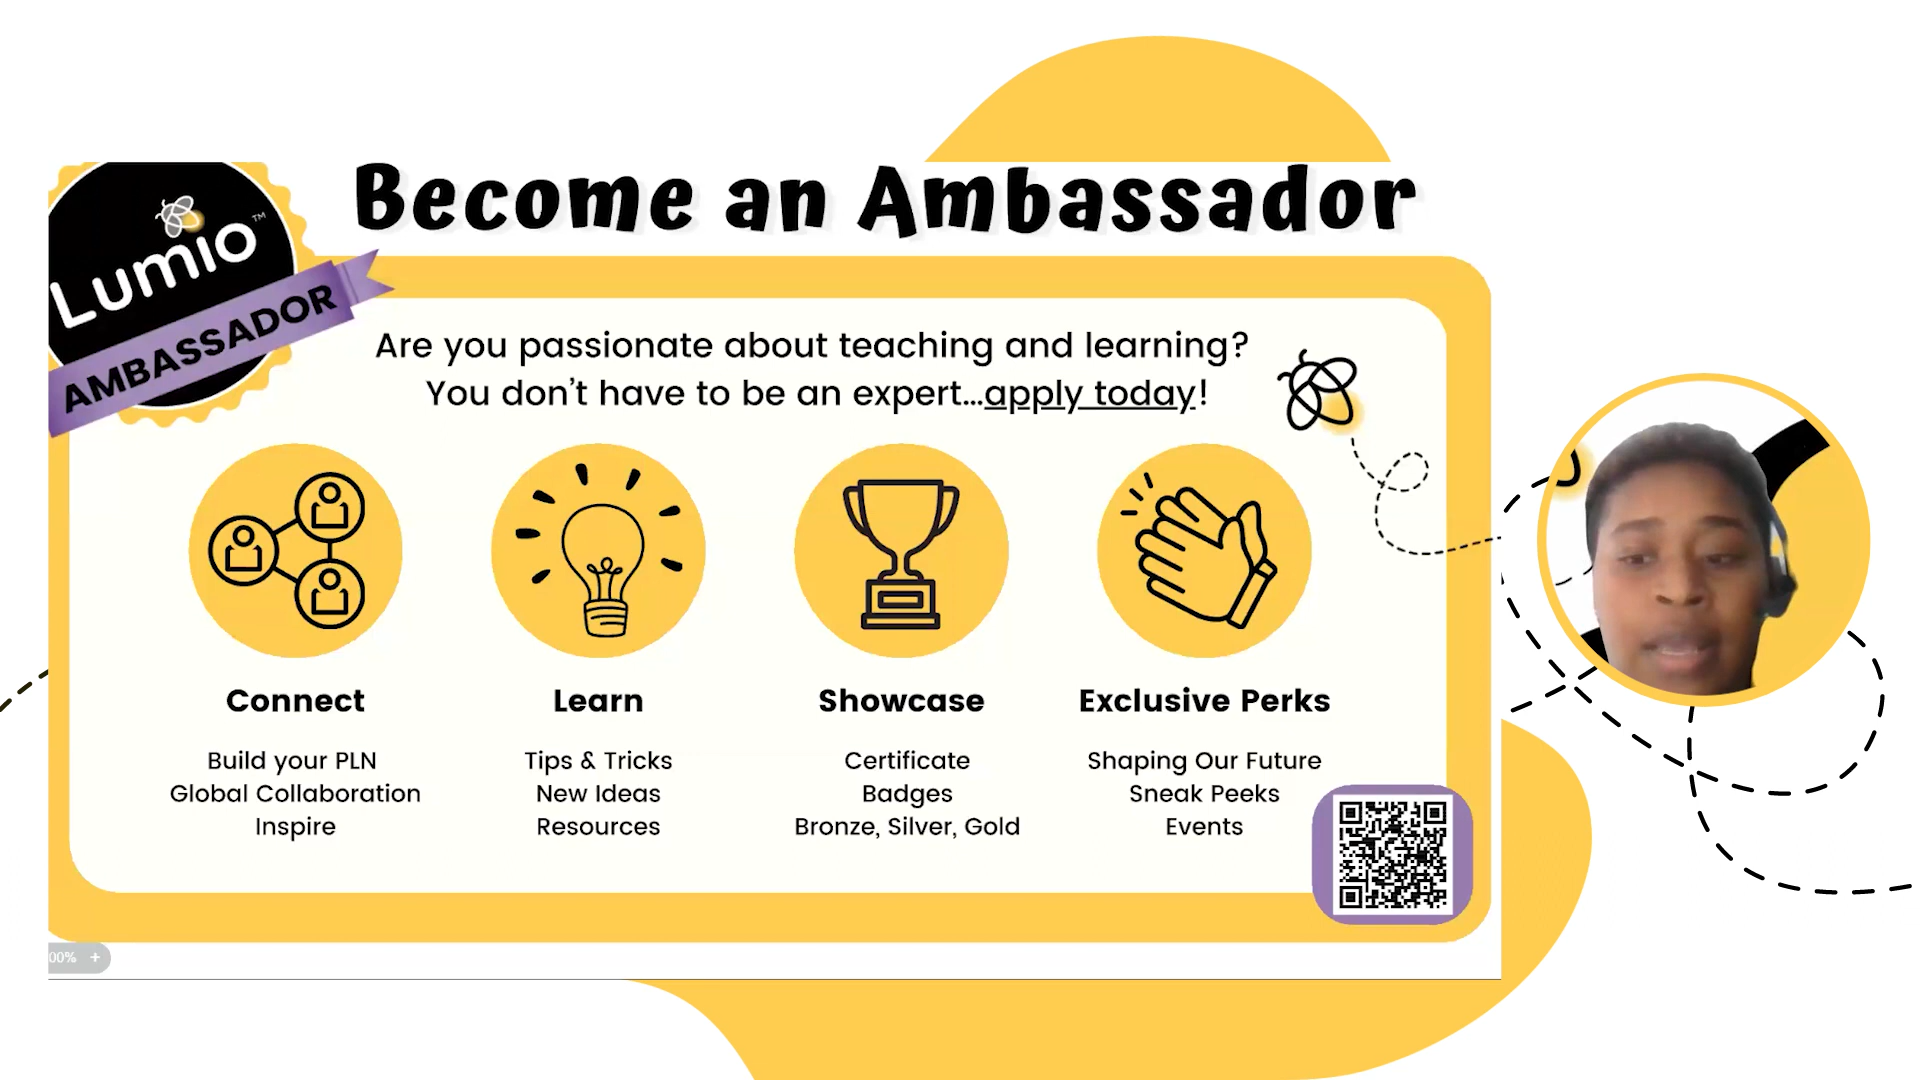 Become an Ambassador
Lumio™
AMBASSADOR
Are you passionate about teaching and learning?
You don't have to be an expert...apply today!
Connect
Build your PLN
Global Collaboration
Inspire
Learn
Tips & Tricks
New Ideas
Resources
Showcase
Certificate
Badges
Bronze, Silver, Gold
Exclusive Perks
Shaping Our Future
Sneak Peeks
Events
00% +